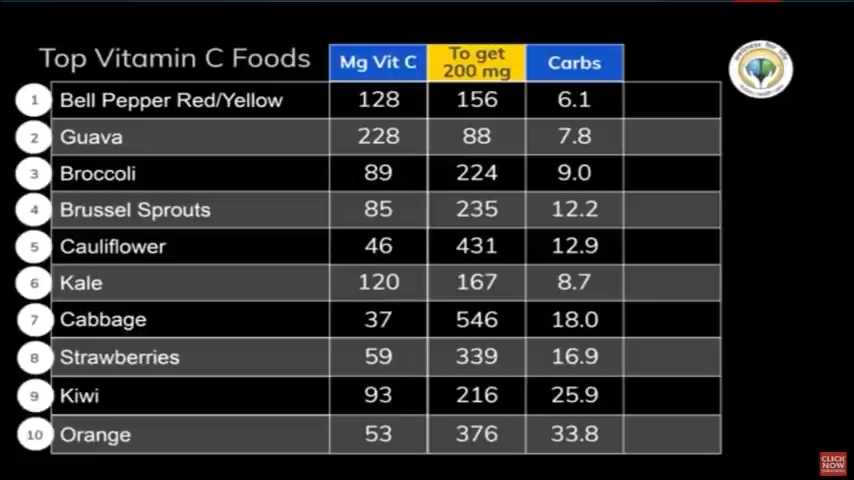 Top Vitamin C Foods Mg Vit C To get 200 mg Carbs
1 Bell Pepper Red/Yellow 128 156 6.1
2 Guava 228 88 7.8
3 Broccoli 89 224 9.0
4 Brussel Sprouts 85 235 12.2
5 Cauliflower 46 431 12.9
6 Kale 120 167 8.7
7 Cabbage 37 546 18.0
8 Strawberries 59 339 16.9
9 Kiwi 93 216 25.9
10 Orange 53 376 33.8
wellness for life
CLICK
NOW